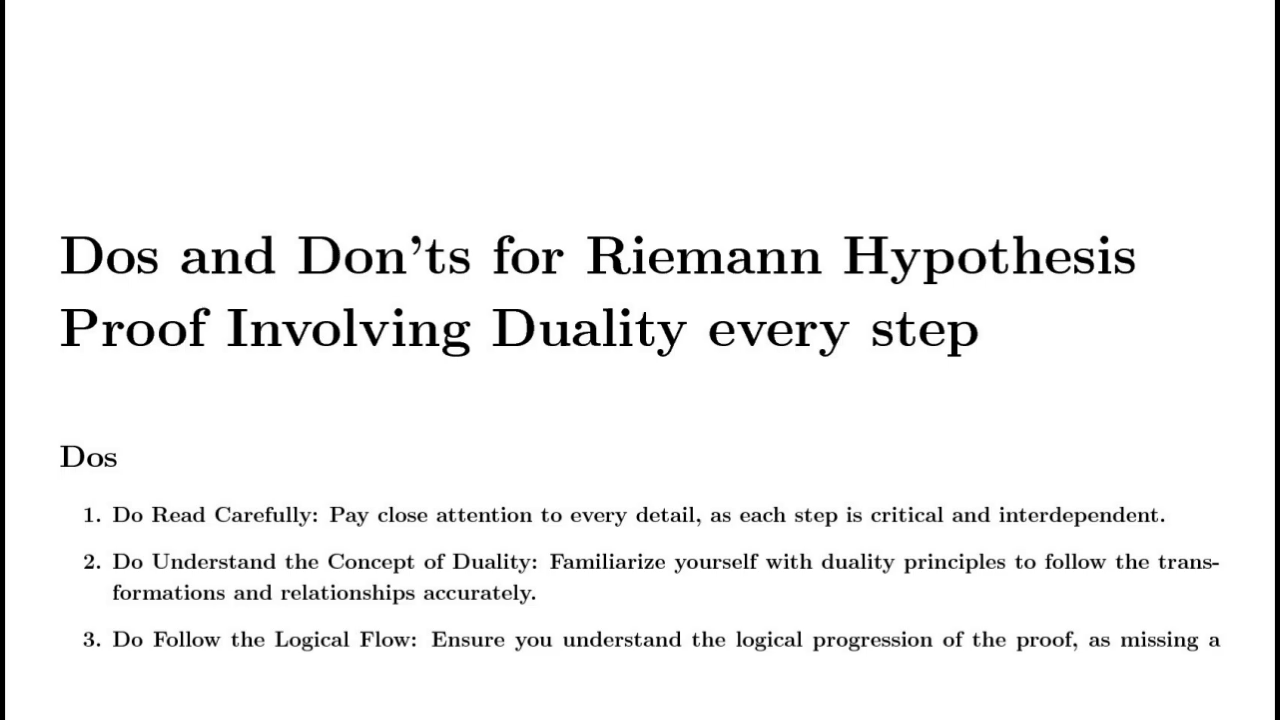 Dos and Don'ts for Riemann Hypothesis
Proof Involving Duality every step
Dos
1. Do Read Carefully: Pay close attention to every detail, as each step is critical and interdependent.
2. Do Understand the Concept of Duality: Familiarize yourself with duality principles to follow the trans-
formations and relationships accurately.
3. Do Follow the Logical Flow: Ensure you understand the logical progression of the proof, as missing a